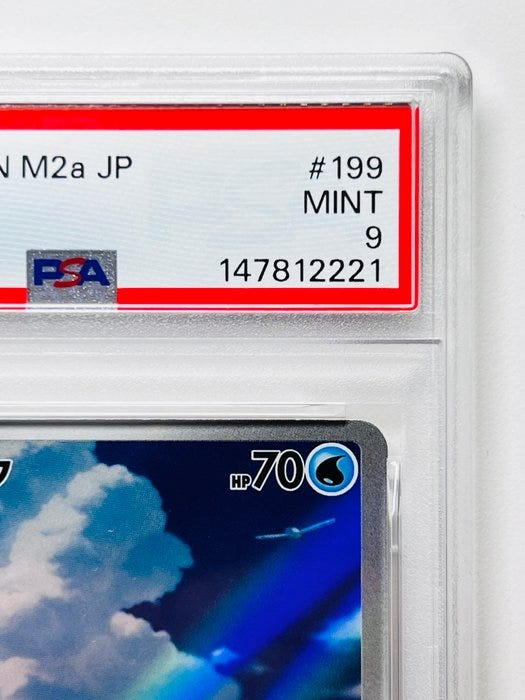 N M2a JP
#199
MINT
9
PSA
147812221
HP70